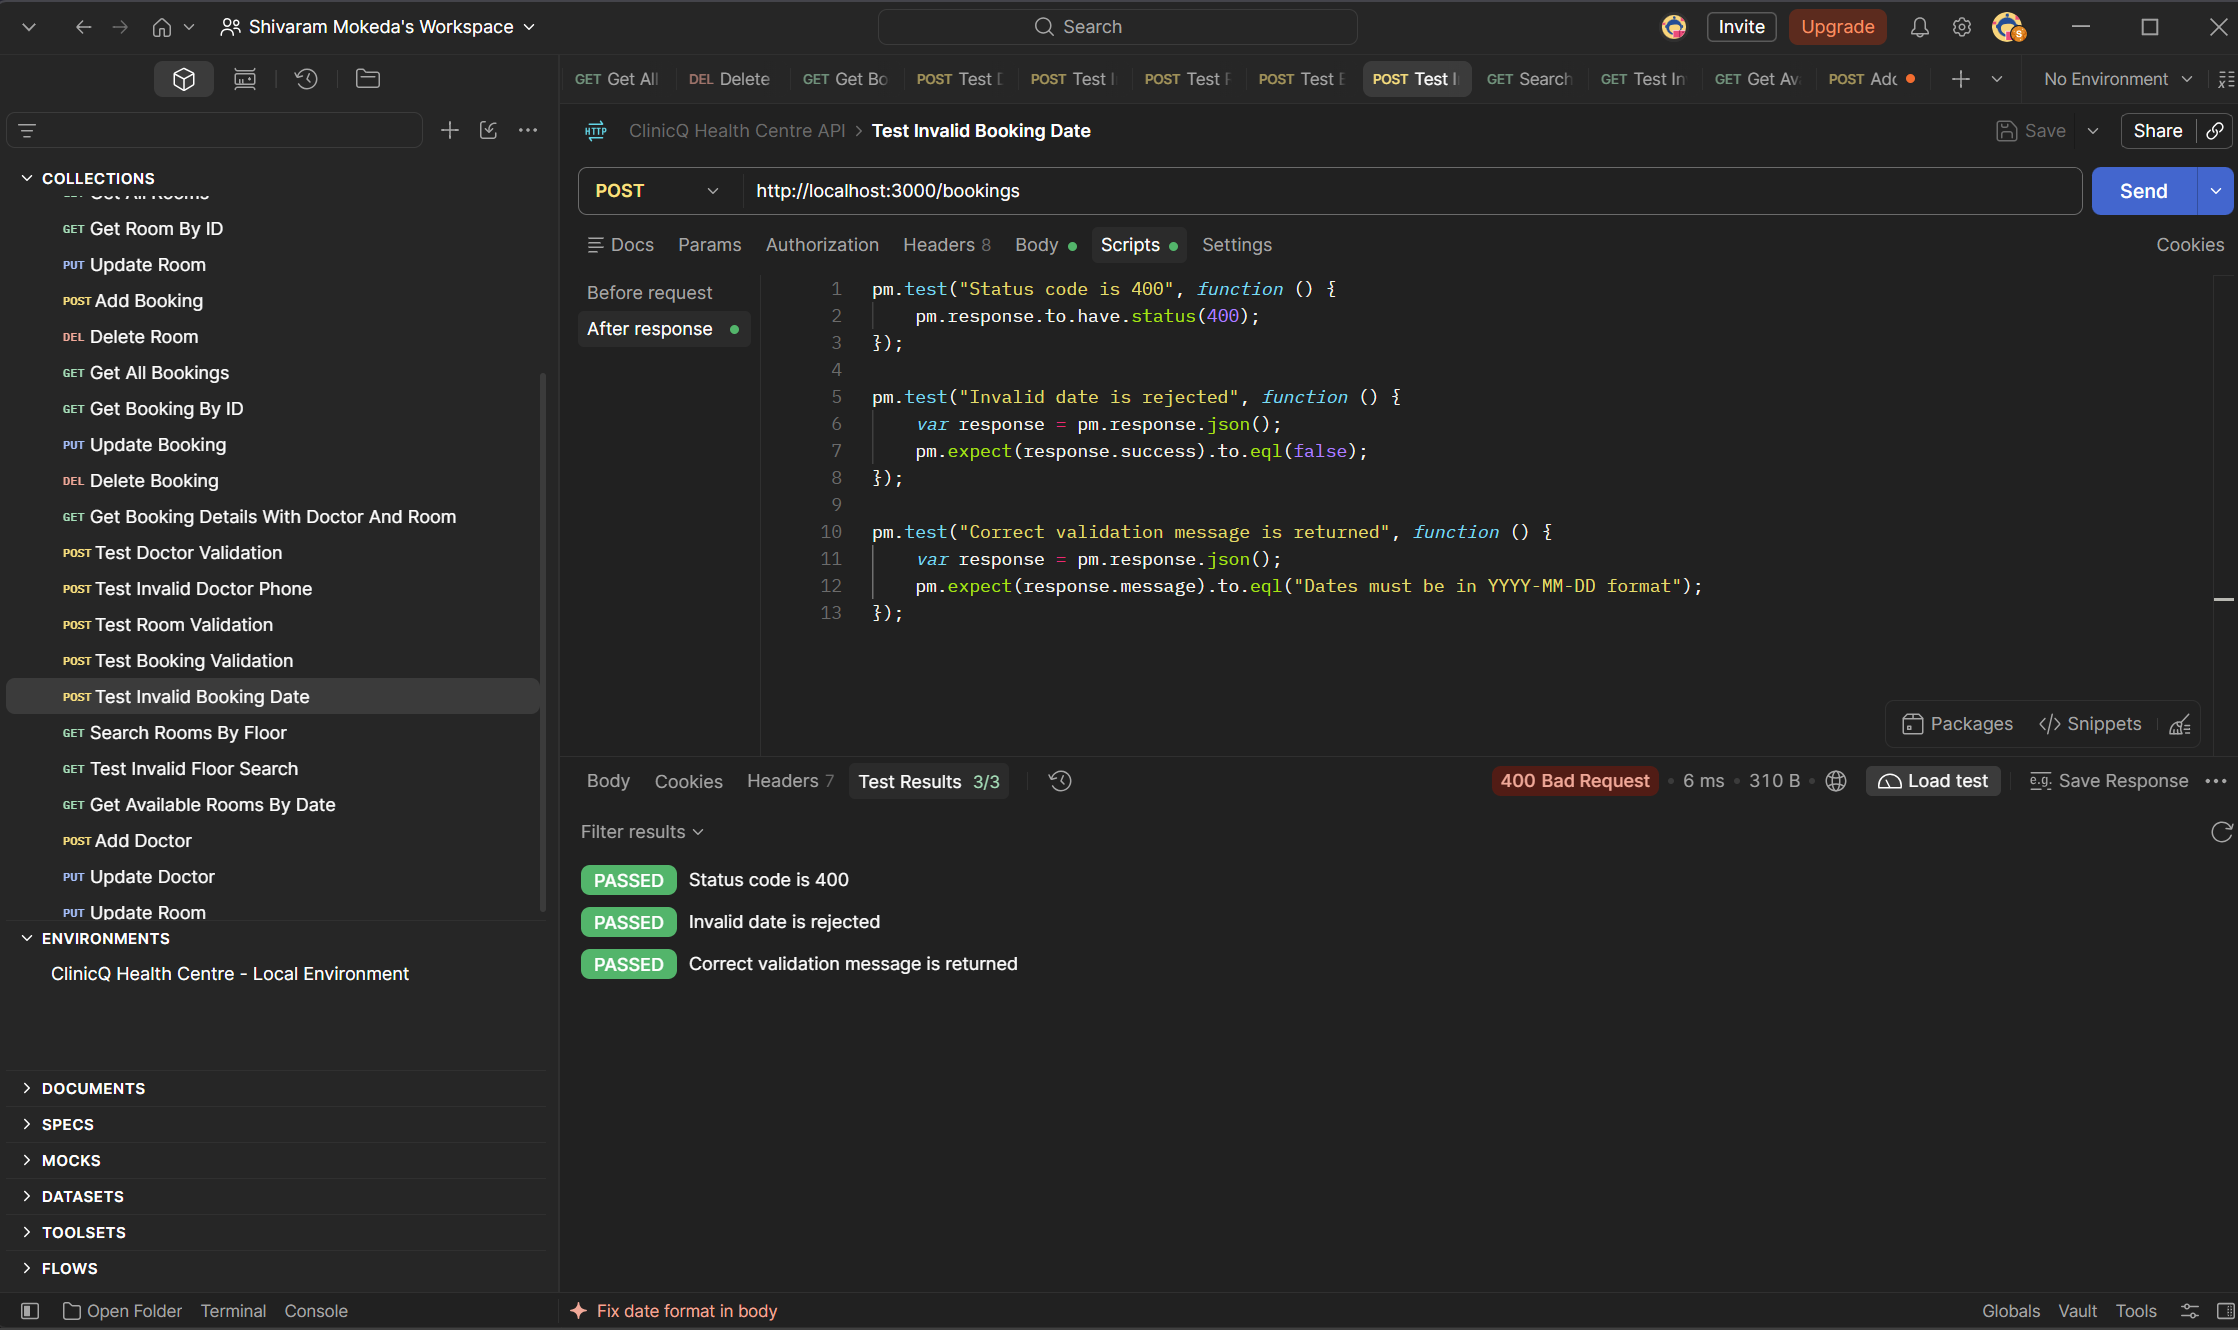 Shivaram Mokeda's Workspace
Search
Invite
Upgrade
GET Get All
DEL Delete
GET Get Bo
POST Test
POST Test
POST Test
POST Test
POST Test I
GET Search
GET Test In
GET Get Av
POST Add
No Environment
COLLECTIONS
GET Get All Rooms
GET Get Room By ID
PUT Update Room
POST Add Booking
DEL Delete Room
GET Get All Bookings
GET Get Booking By ID
PUT Update Booking
DEL Delete Booking
GET Get Booking Details With Doctor And Room
POST Test Doctor Validation
POST Test Invalid Doctor Phone
POST Test Room Validation
POST Test Booking Validation
POST Test Invalid Booking Date
GET Search Rooms By Floor
GET Test Invalid Floor Search
GET Get Available Rooms By Date
POST Add Doctor
PUT Update Doctor
PUT Update Room
ENVIRONMENTS
ClinicQ Health Centre - Local Environment
DOCUMENTS
SPECS
MOCKS
DATASETS
TOOLSETS
FLOWS
HTTP ClinicQ Health Centre API > Test Invalid Booking Date
Save
Share
POST http://localhost:3000/bookings
Send
Docs Params Authorization Headers 8 Body Scripts Settings
Cookies
Before request
After response
1 pm.test("Status code is 400", function () {
2 pm.response.to.have.status(400);
3 });
4
5 pm.test("Invalid date is rejected", function () {
6 var response = pm.response.json();
7 pm.expect(response.success).to.eql(false);
8 });
9
10 pm.test("Correct validation message is returned", function () {
11 var response = pm.response.json();
12 pm.expect(response.message).to.eql("Dates must be in YYYY-MM-DD format");
13 });
Packages </> Snippets
Body Cookies Headers 7 Test Results 3/3
400 Bad Request • 6 ms • 310 B •
Load test
e.g. Save Response
Filter results
PASSED Status code is 400
PASSED Invalid date is rejected
PASSED Correct validation message is returned
Open Folder Terminal Console
Fix date format in body
Globals Vault Tools